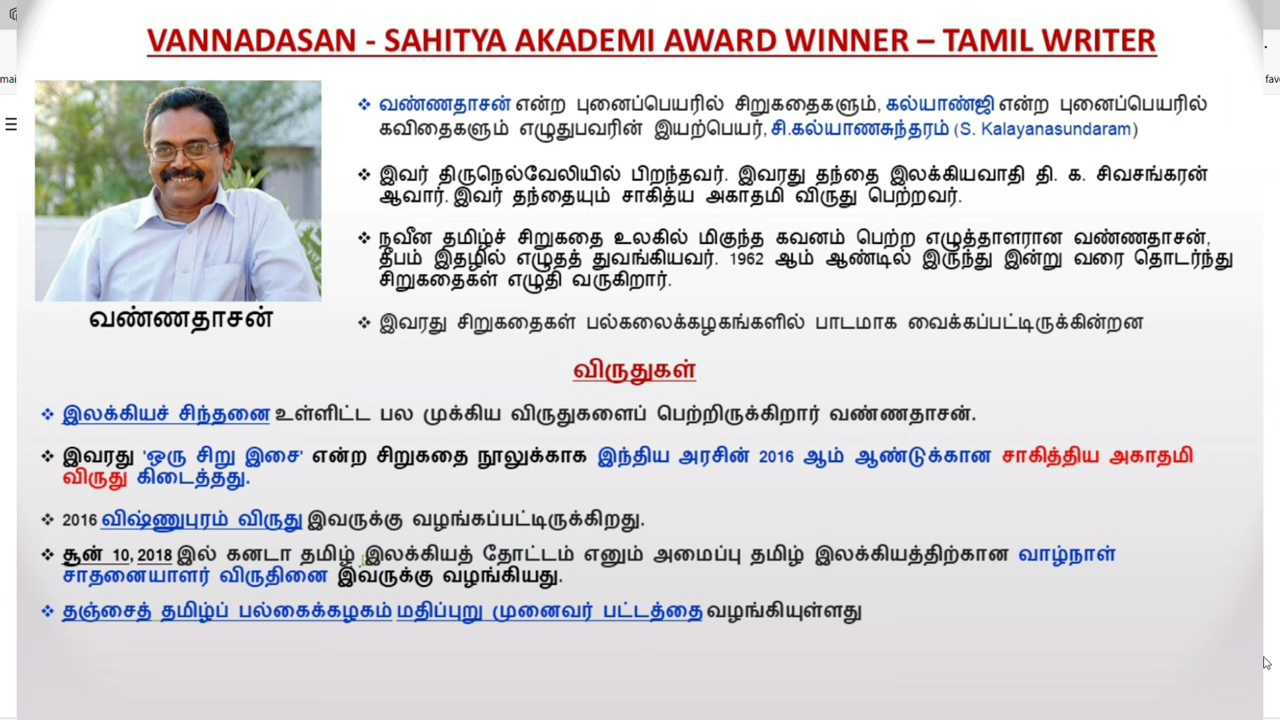 VANNADASAN - SAHITYA AKADEMI AWARD WINNER – TAMIL WRITER
❖ வண்ணதாசன் என்ற புனைப்பெயரில் சிறுகதைகளும், கல்யாண்ஜி என்ற புனைப்பெயரில்
கவிதைகளும் எழுதுபவரின் இயற்பெயர், சி.கல்யாணசுந்தரம் (S. Kalayanasundaram)
❖ இவர் திருநெல்வேலியில் பிறந்தவர். இவரது தந்தை இலக்கியவாதி தி. க. சிவசங்கரன்
ஆவார். இவர் தந்தையும் சாகித்ய அகாதமி விருது பெற்றவர்.
❖ நவீன தமிழ்ச் சிறுகதை உலகில் மிகுந்த கவனம் பெற்ற எழுத்தாளரான வண்ணதாசன்,
தீபம் இதழில் எழுதத் துவங்கியவர். 1962 ஆம் ஆண்டில் இருந்து இன்று வரை தொடர்ந்து
சிறுகதைகள் எழுதி வருகிறார்.
❖ இவரது சிறுகதைகள் பல்கலைக்கழகங்களில் பாடமாக வைக்கப்பட்டிருக்கின்றன
வண்ணதாசன்
விருதுகள்
❖ இலக்கியச் சிந்தனை உள்ளிட்ட பல முக்கிய விருதுகளைப் பெற்றிருக்கிறார் வண்ணதாசன்.
❖ இவரது 'ஒரு சிறு இசை' என்ற சிறுகதை நூலுக்காக இந்திய அரசின் 2016 ஆம் ஆண்டுக்கான சாகித்திய அகாதமி
விருது கிடைத்தது.
❖ 2016 விஷ்ணுபுரம் விருது இவருக்கு வழங்கப்பட்டிருக்கிறது.
❖ சூன் 10, 2018 இல் கனடா தமிழ் இலக்கியத் தோட்டம் எனும் அமைப்பு தமிழ் இலக்கியத்திற்கான வாழ்நாள்
சாதனையாளர் விருதினை இவருக்கு வழங்கியது.
❖ தஞ்சைத் தமிழ்ப் பல்கைக்கழகம் மதிப்புறு முனைவர் பட்டத்தை வழங்கியுள்ளது